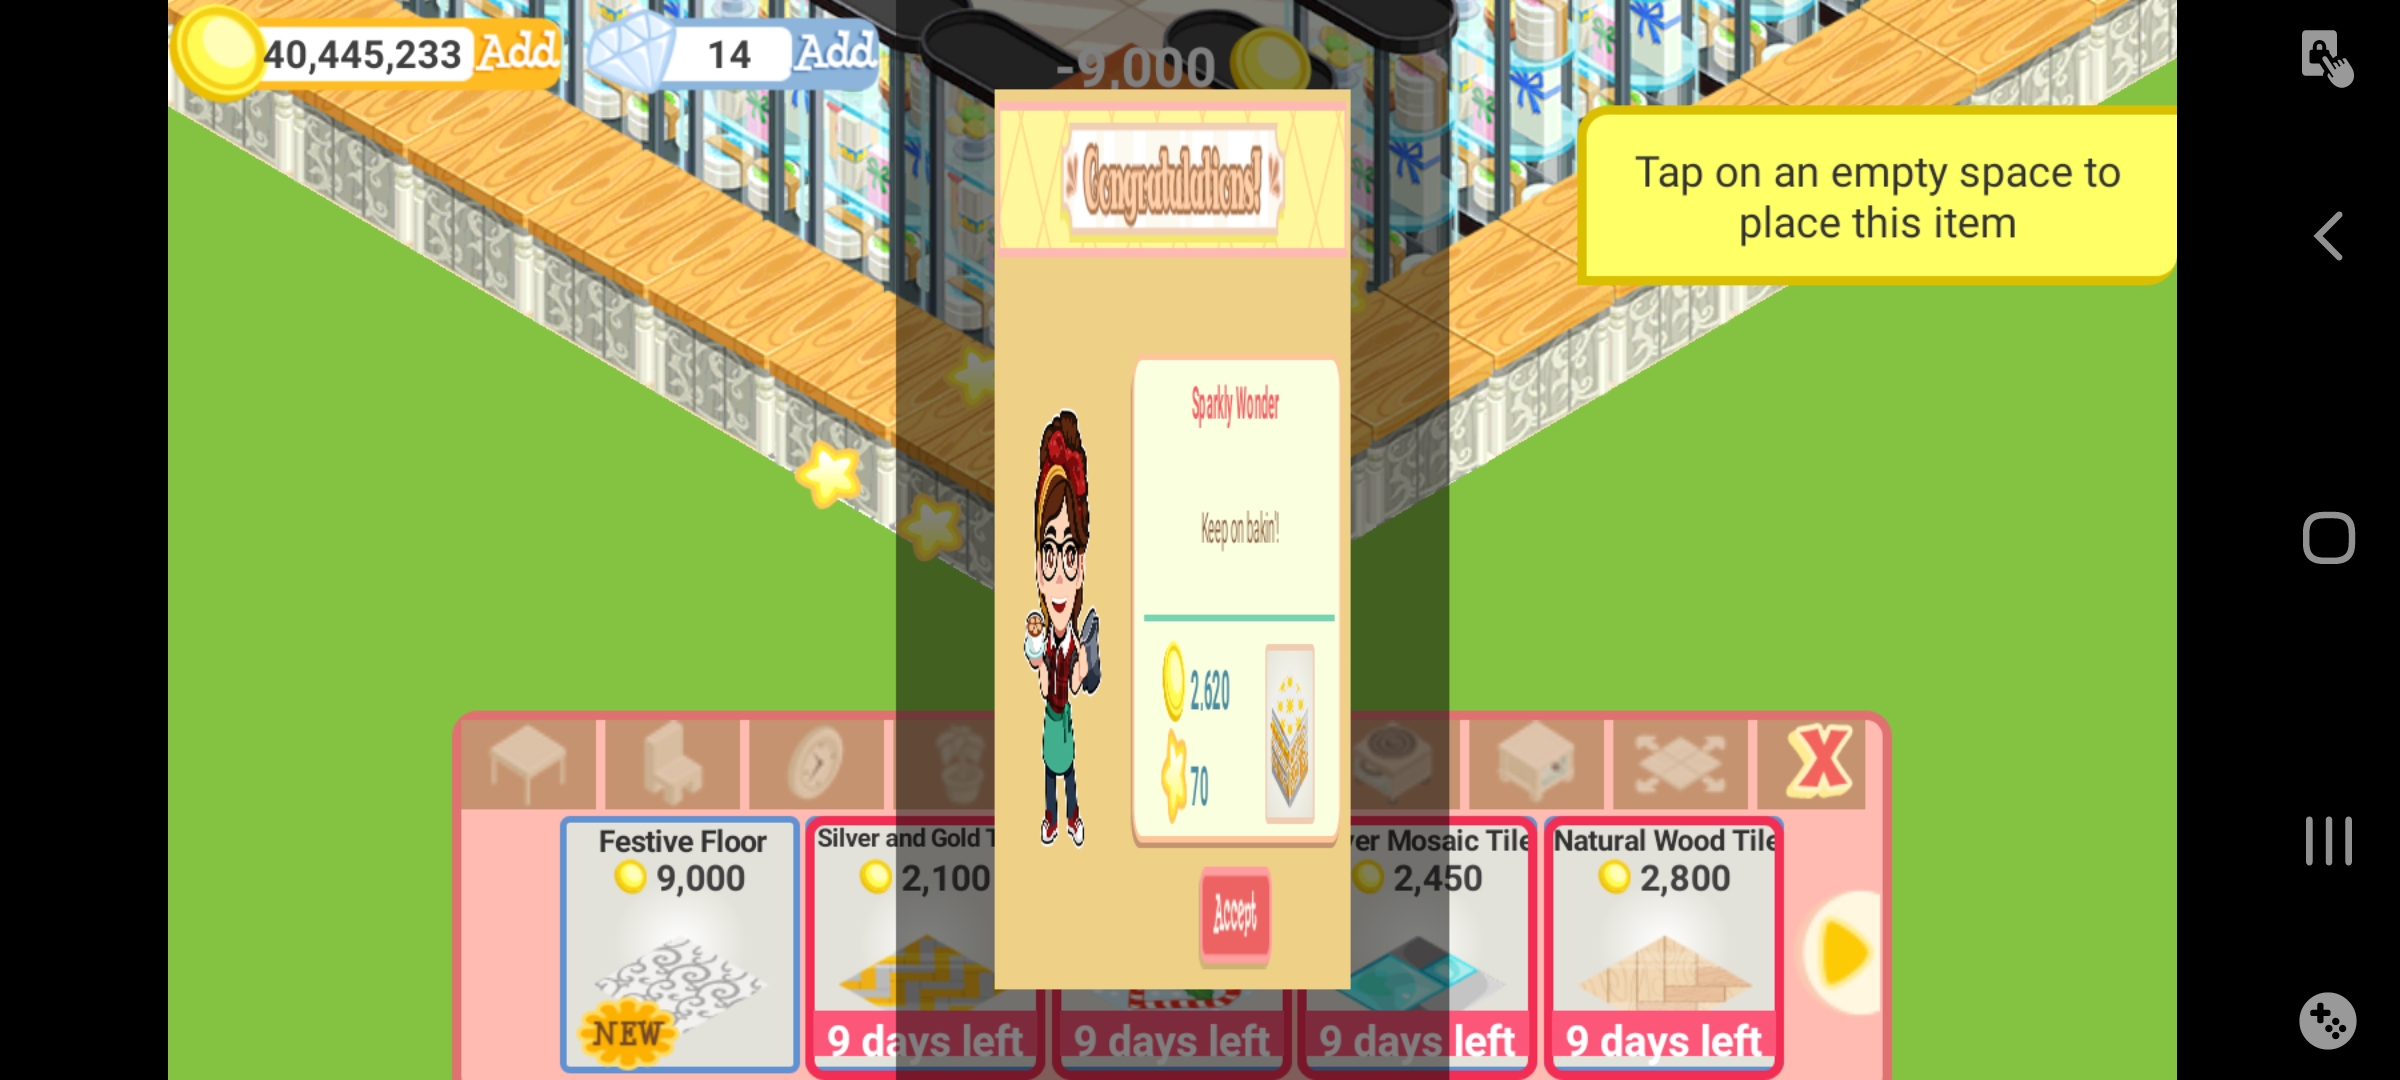 40,445,233 Add
14 Add
-9,000
Congratulations!
Tap on an empty space to
place this item
Sparkly Wonder
Keep on bakin'!
2,620
70
Accept
Festive Floor
9,000
NEW
Silver and Gold T
2,100
9 days left
9 days left
er Mosaic Tile
2,450
9 days left
Natural Wood Tile
2,800
9 days left
X